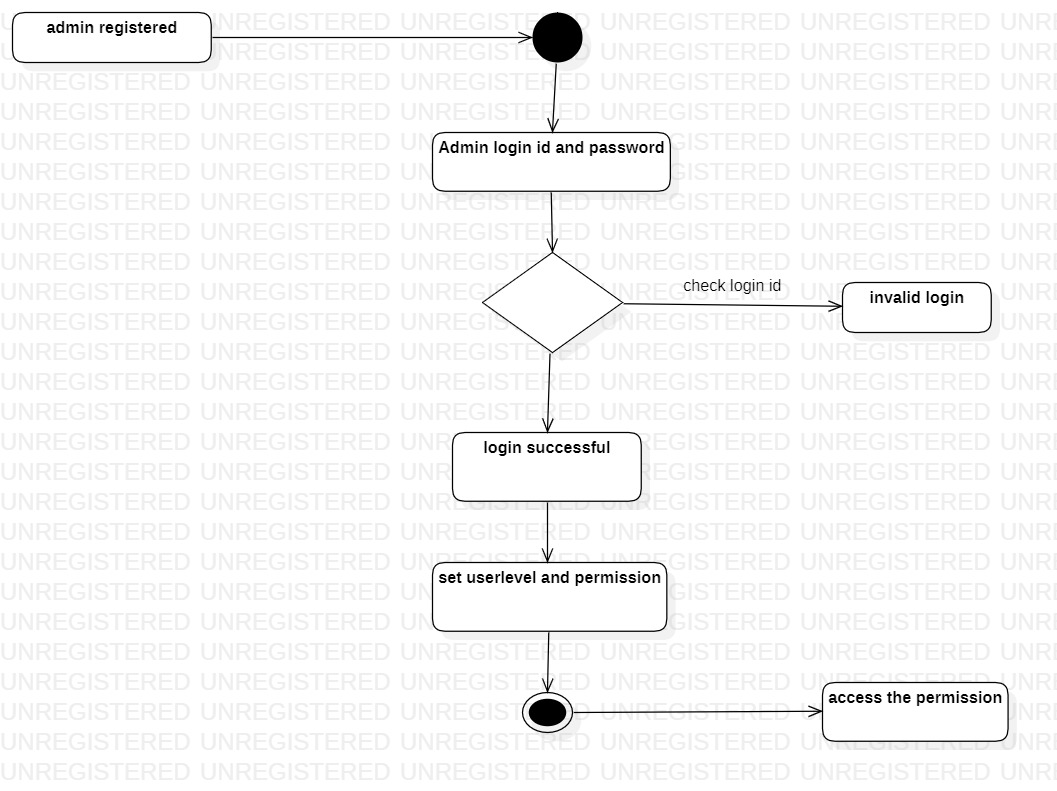 admin registered
Admin login id and password
check login id
invalid login
login successful
set userlevel and permission
access the permission
UNREGISTERED UNREGISTERED UNREGISTERED UNREGISTERED UNREGISTERED UNRI